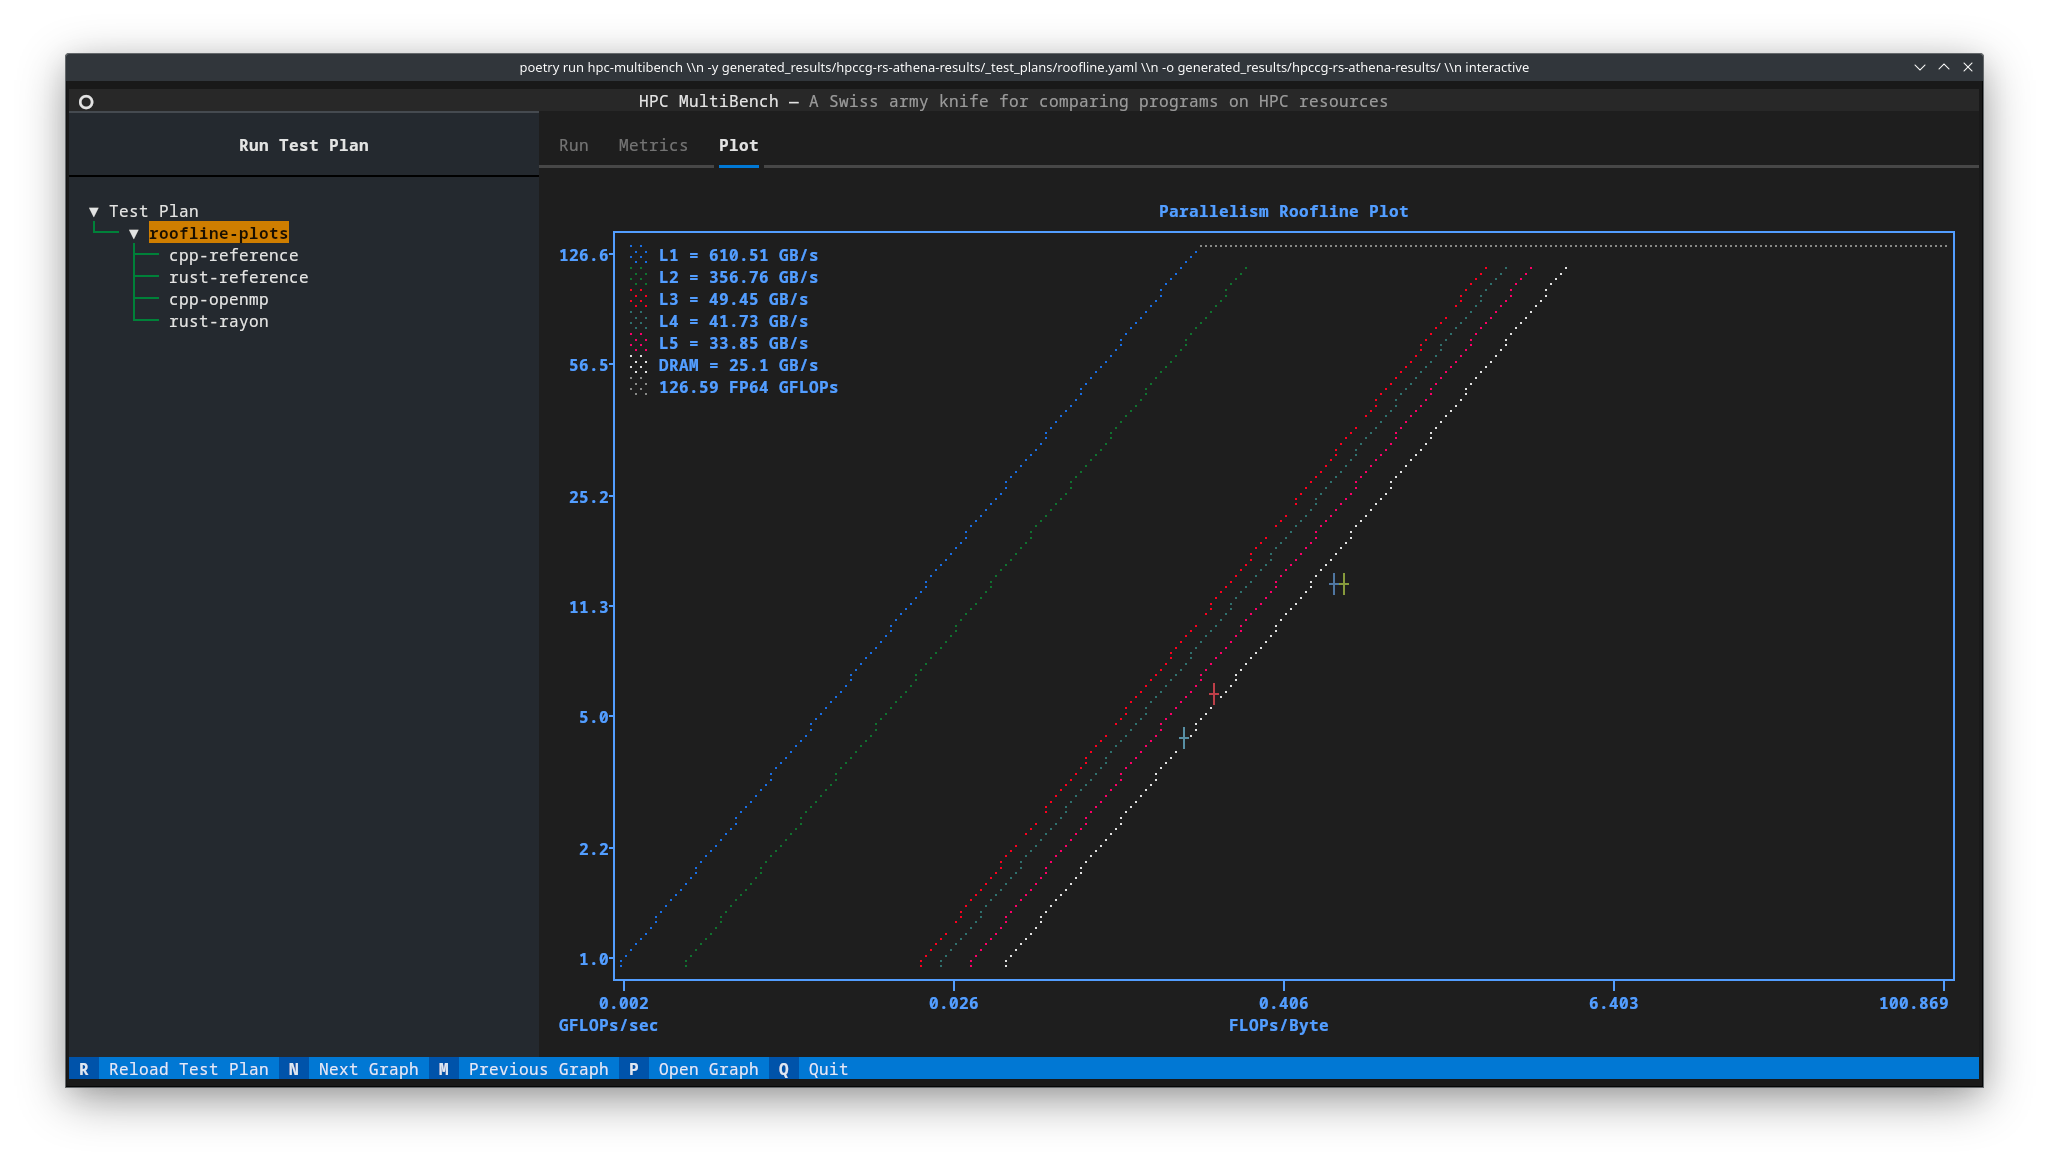 poetry run hpc-multibench \\n -y generated_results/hpccg-rs-athena-results/_test_plans/roofline.yaml \\n -o generated_results/hpccg-rs-athena-results/ \\n interactive
HPC MultiBench — A Swiss army knife for comparing programs on HPC resources
Run Test Plan
▼ Test Plan
▼ roofline-plots
cpp-reference
rust-reference
cpp-openmp
rust-rayon
Run Metrics Plot
Parallelism Roofline Plot
L1 = 610.51 GB/s
L2 = 356.76 GB/s
L3 = 49.45 GB/s
L4 = 41.73 GB/s
L5 = 33.85 GB/s
DRAM = 25.1 GB/s
126.59 FP64 GFLOPs
126.6
56.5
25.2
11.3
5.0
2.2
1.0
0.002 0.026 0.406 6.403 100.869
GFLOPs/sec FLOPs/Byte
R Reload Test Plan N Next Graph M Previous Graph P Open Graph Q Quit